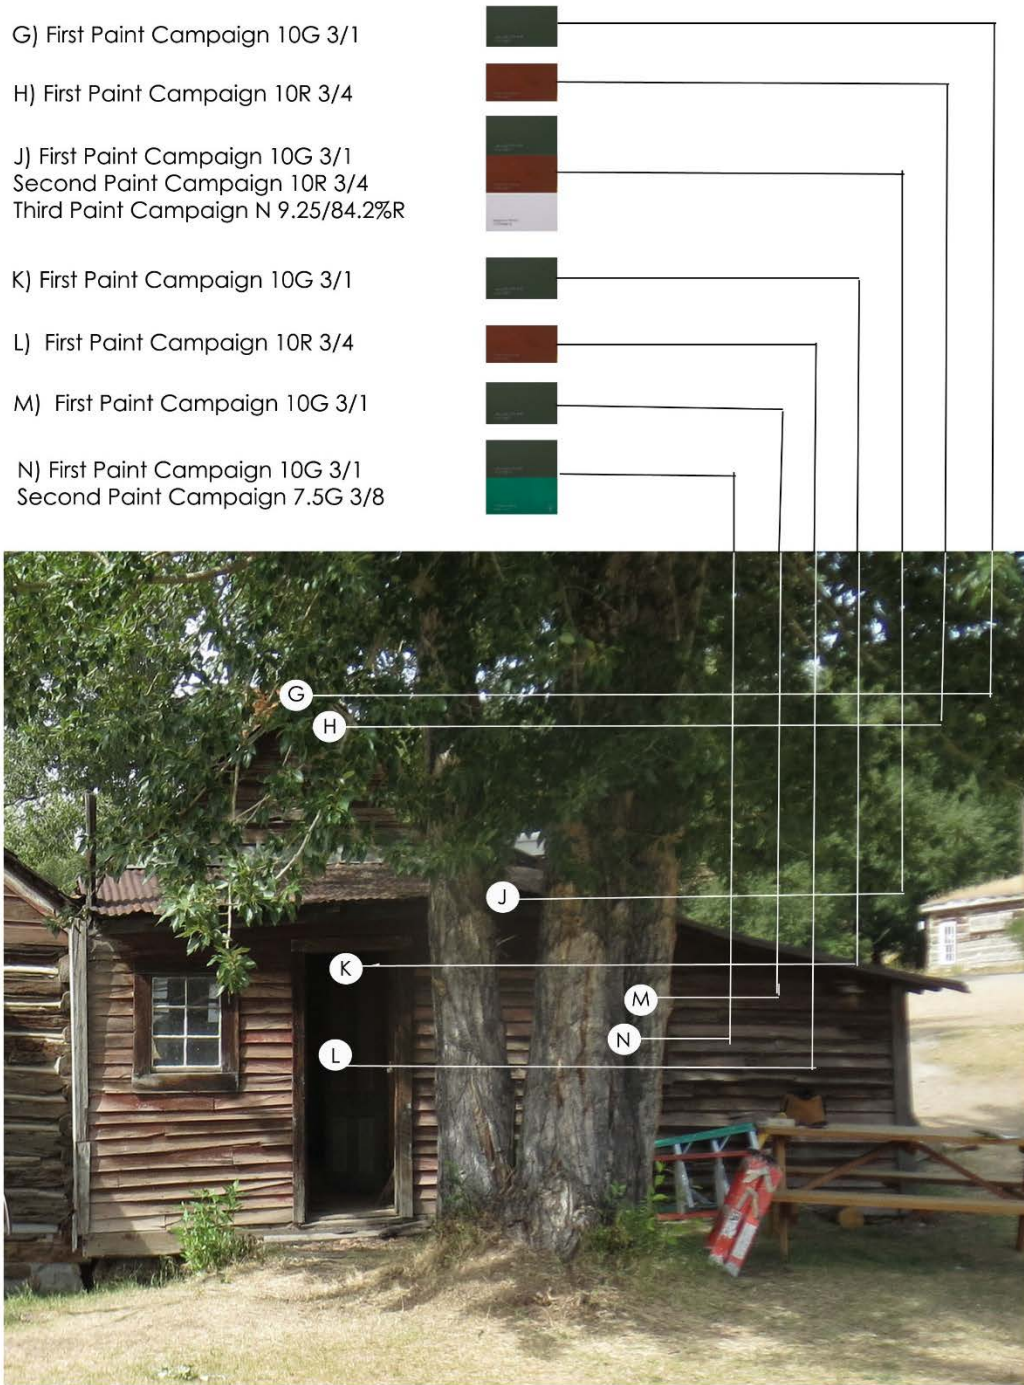 G) First Paint Campaign 10G 3/1
H) First Paint Campaign 10R 3/4
J) First Paint Campaign 10G 3/1
Second Paint Campaign 10R 3/4
Third Paint Campaign N 9.25/84.2%R
K) First Paint Campaign 10G 3/1
L) First Paint Campaign 10R 3/4
M) First Paint Campaign 10G 3/1
N) First Paint Campaign 10G 3/1
Second Paint Campaign 7.5G 3/8
G
H
J
K
M
N
L